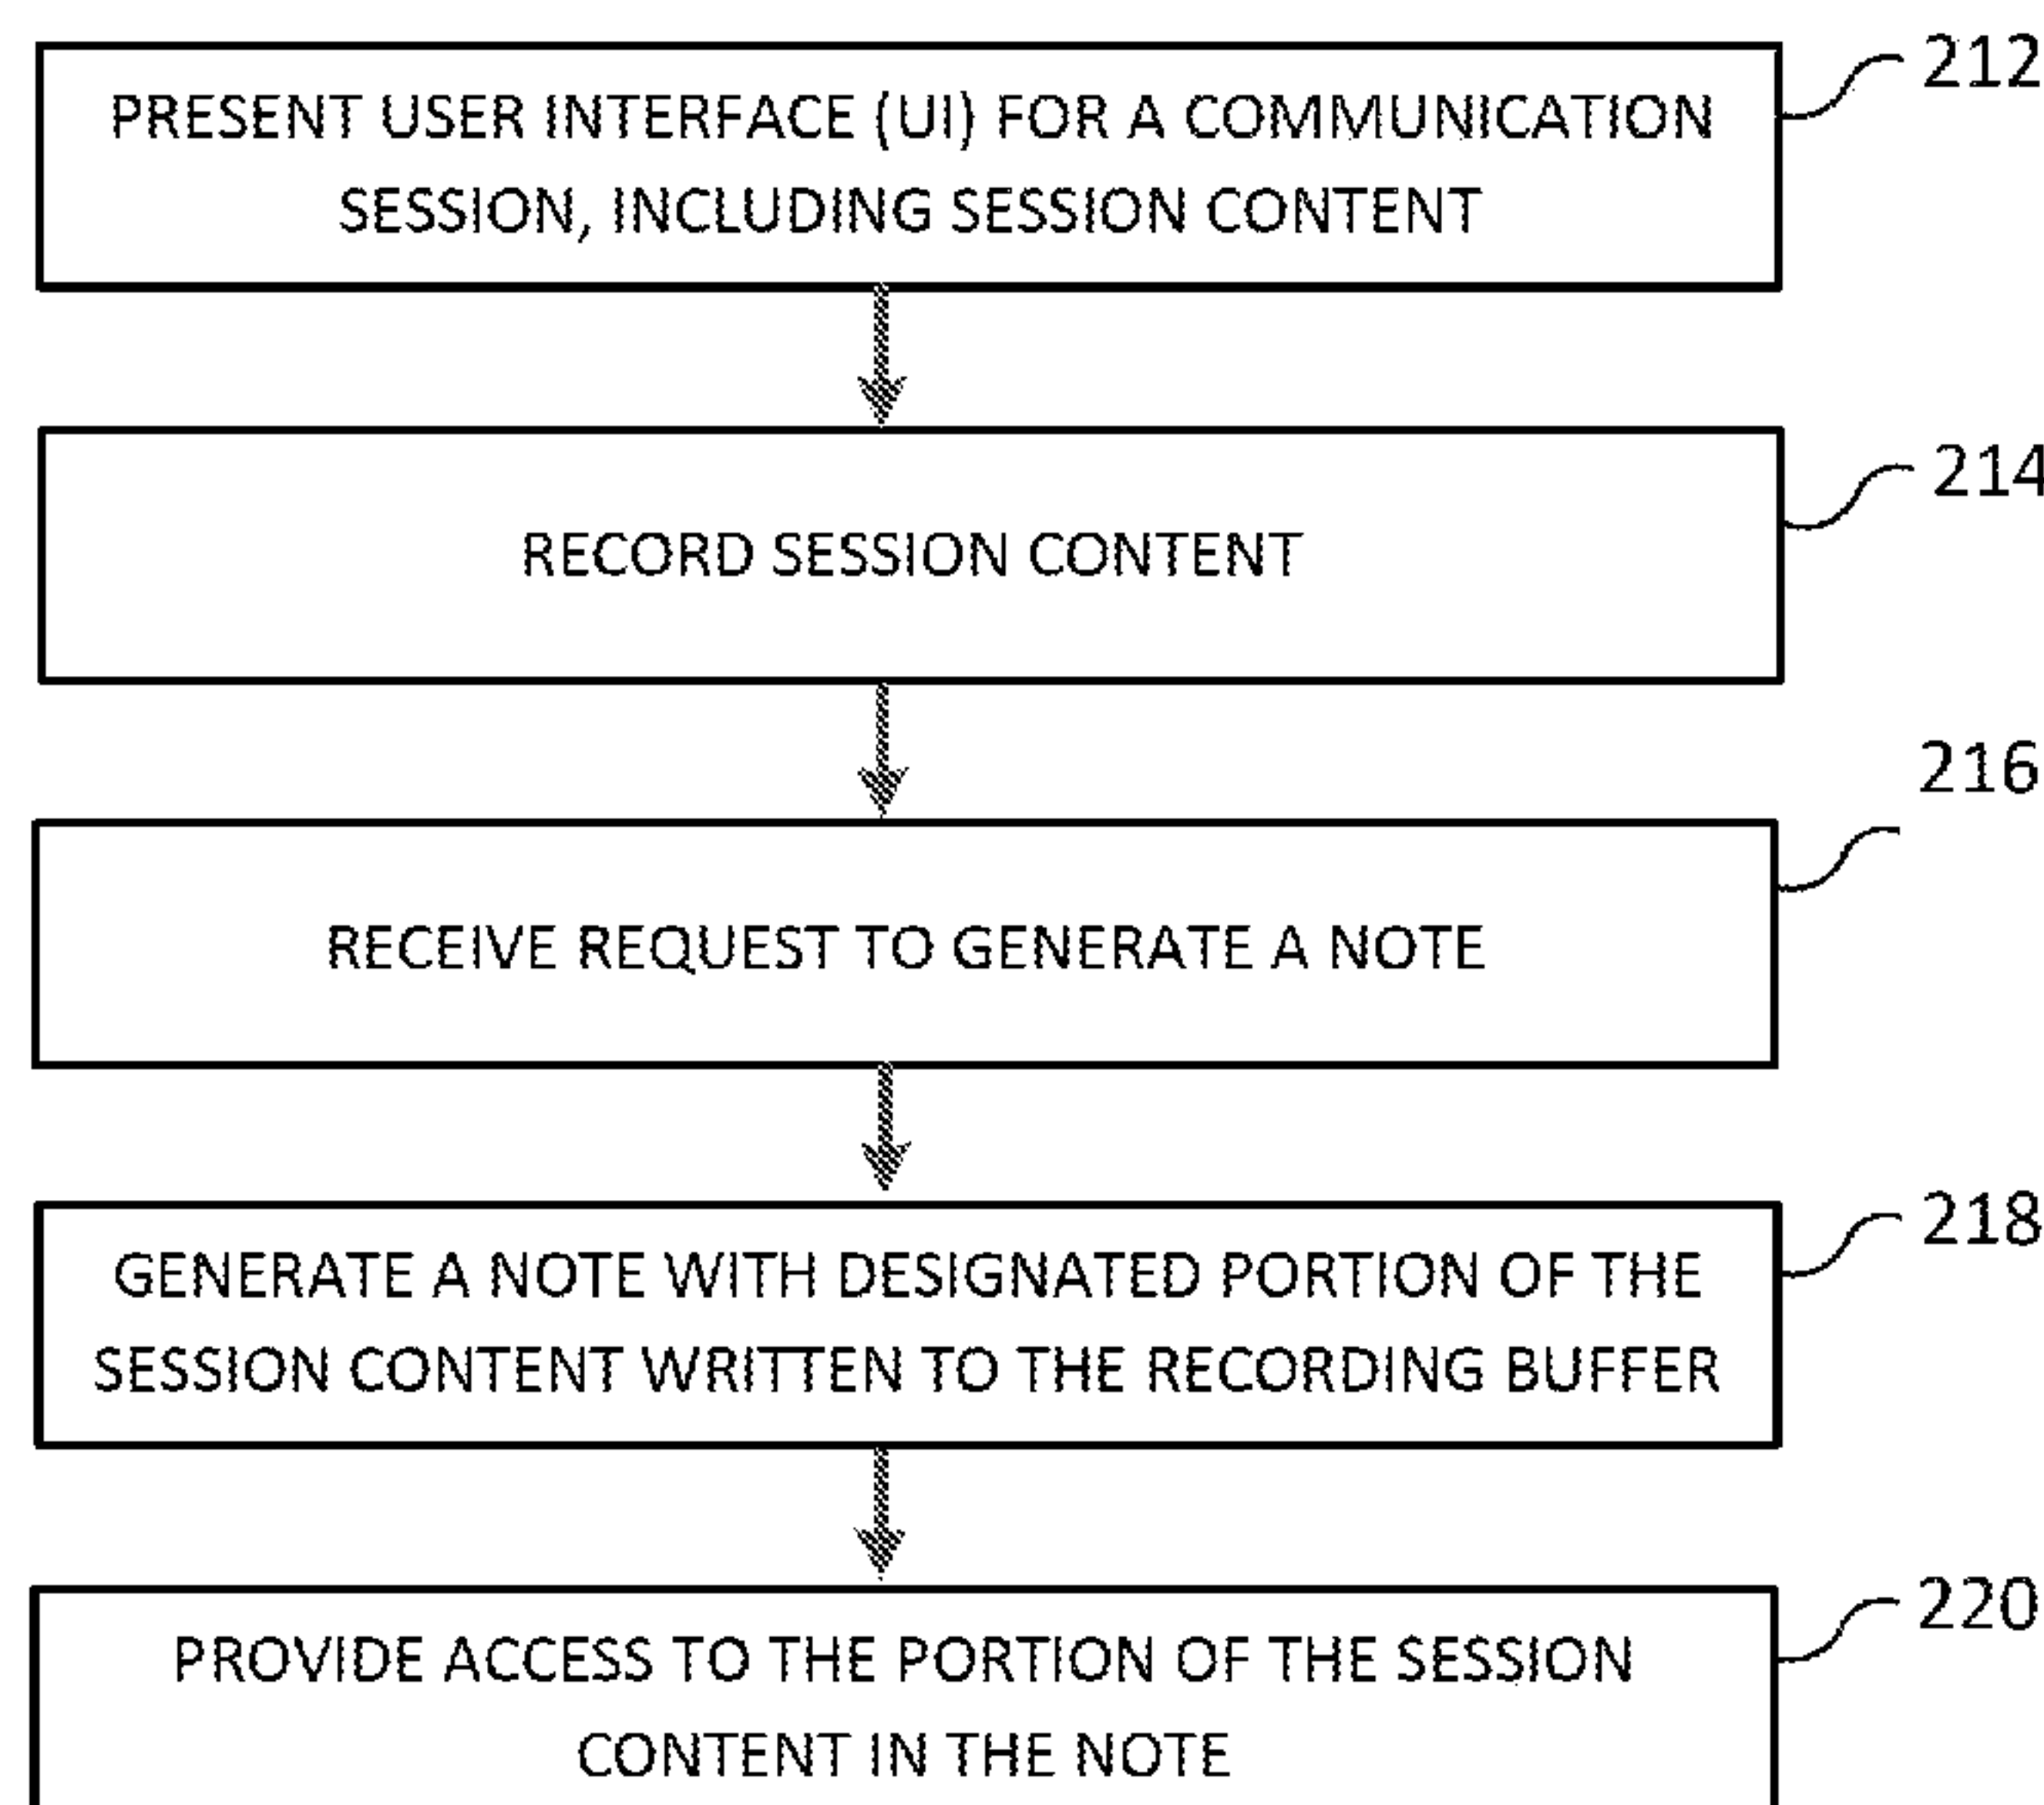 212
PRESENT USER INTERFACE (UI) FOR A COMMUNICATION
SESSION, INCLUDING SESSION CONTENT
214
RECORD SESSION CONTENT
216
RECEIVE REQUEST TO GENERATE A NOTE
218
GENERATE A NOTE WITH DESIGNATED PORTION OF THE
SESSION CONTENT WRITTEN TO THE RECORDING BUFFER
220
PROVIDE ACCESS TO THE PORTION OF THE SESSION
CONTENT IN THE NOTE